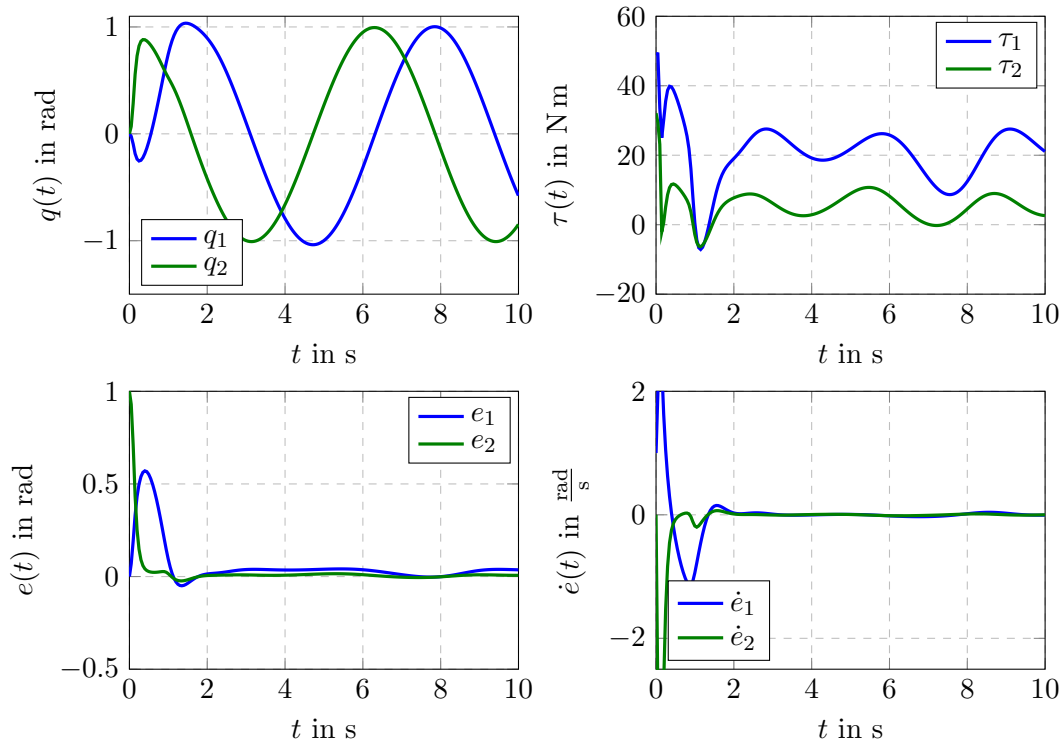 q(t) in rad
1
0
−1
0 2 4 6 8 10
t in s
q₁
q₂
τ(t) in N m
60
40
20
0
−20
0 2 4 6 8 10
t in s
τ₁
τ₂
e(t) in rad
1
0.5
0
−0.5
0 2 4 6 8 10
t in s
e₁
e₂
ė(t) in rad/s
2
0
−2
0 2 4 6 8 10
t in s
ė₁
ė₂